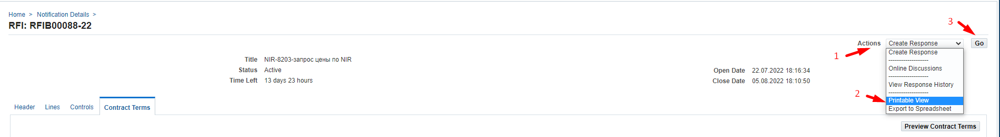 Home > Notification Details >
RFI: RFIB00088-22
3
Actions Create Response Go
1
Create Response
--------------------
Online Discussions
--------------------
View Response History
--------------------
2
Printable View
Export to Spreadsheet
Title NIR-8203-запрос цены по NIR
Status Active
Time Left 13 days 23 hours
Open Date 22.07.2022 18:16:34
Close Date 05.08.2022 18:10:50
Header Lines Controls Contract Terms
Preview Contract Terms